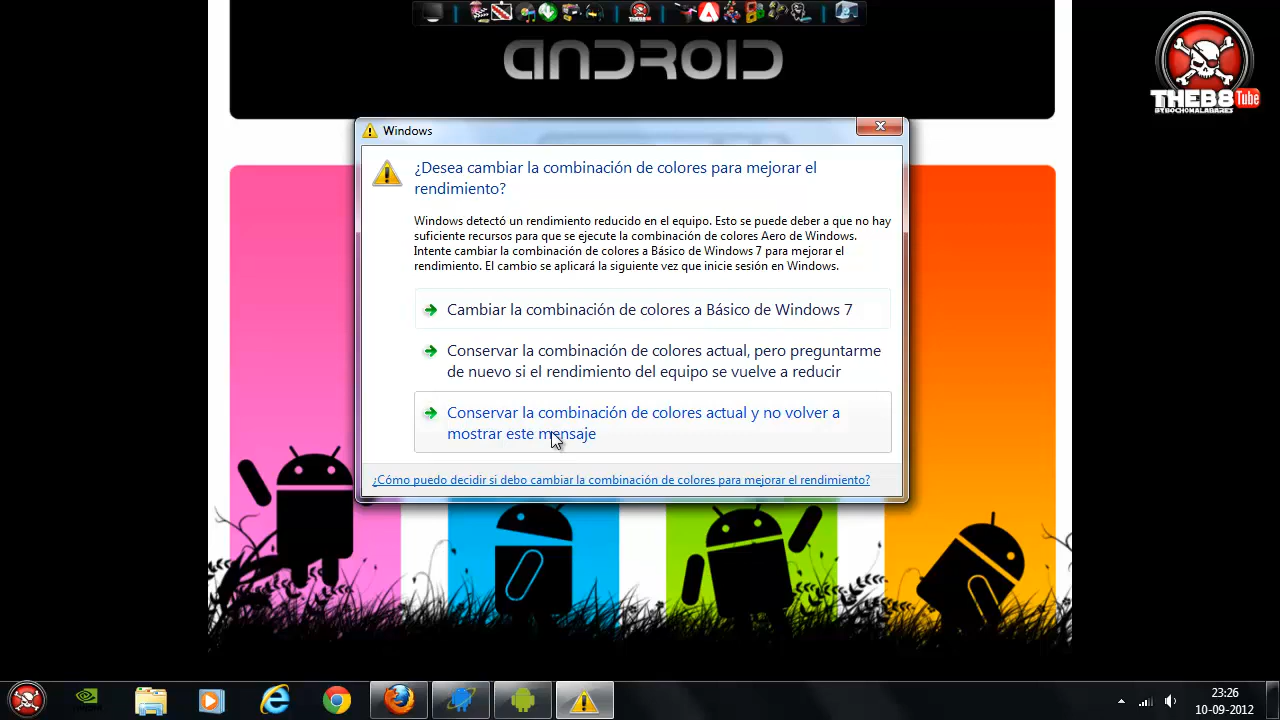 ANDROID
THEB8 Tube
BYBOCHONALABARES
Windows
¿Desea cambiar la combinación de colores para mejorar el
rendimiento?
Windows detectó un rendimiento reducido en el equipo. Esto se puede deber a que no hay
suficiente recursos para que se ejecute la combinación de colores Aero de Windows.
Intente cambiar la combinación de colores a Básico de Windows 7 para mejorar el
rendimiento. El cambio se aplicará la siguiente vez que inicie sesión en Windows.
Cambiar la combinación de colores a Básico de Windows 7
Conservar la combinación de colores actual, pero preguntarme
de nuevo si el rendimiento del equipo se vuelve a reducir
Conservar la combinación de colores actual y no volver a
mostrar este mensaje
¿Cómo puedo decidir si debo cambiar la combinación de colores para mejorar el rendimiento?
23:26
10-09-2012